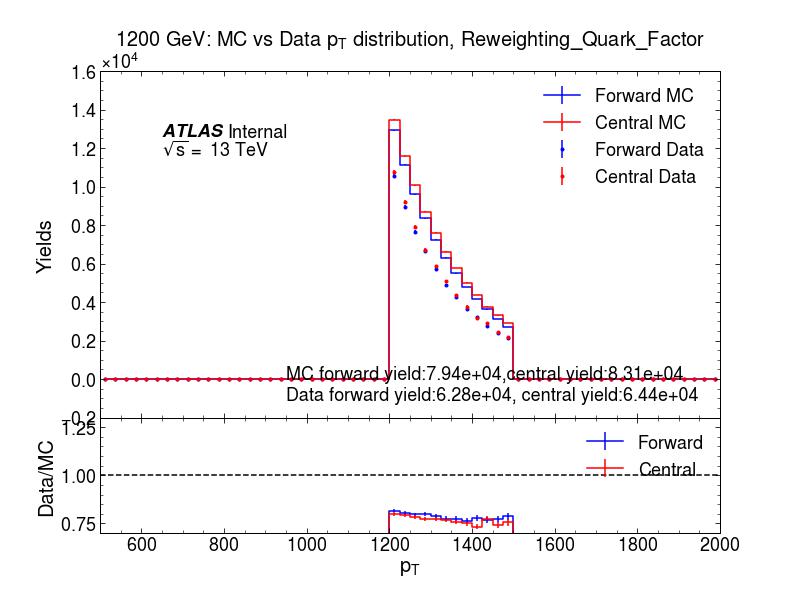 1200 GeV: MC vs Data pT distribution, Reweighting_Quark_Factor
×10⁴
1.6
1.4
1.2
1.0
0.8
0.6
0.4
0.2
0.0
0.2
Yields
ATLAS Internal
√s = 13 TeV
Forward MC
Central MC
Forward Data
Central Data
MC forward yield:7.94e+04,central yield:8.31e+04
Data forward yield:6.28e+04, central yield:6.44e+04
1.25
1.00
0.75
Data/MC
Forward
Central
600 800 1000 1200 1400 1600 1800 2000
pT